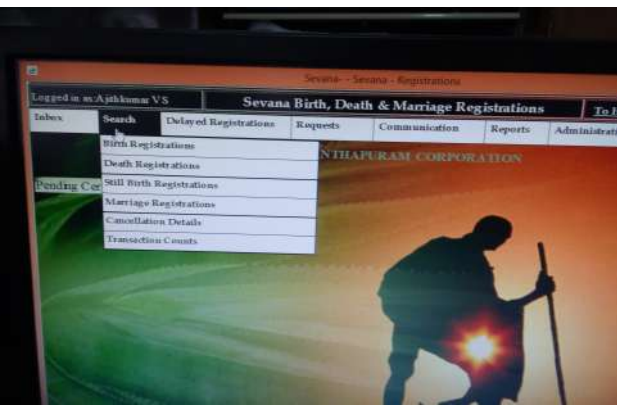 Sevana- - Sevana - Registrations
Logged in as:Ajithkumar V S
Sevana Birth, Death & Marriage Registrations
Inbox Search Delayed Registrations Requests Communication Reports
NTHAPURAM CORPORATION
Birth Registrations
Death Registrations
Pending
Still Birth Registrations
Marriage Registrations
Cancellation Details
Transaction Counts